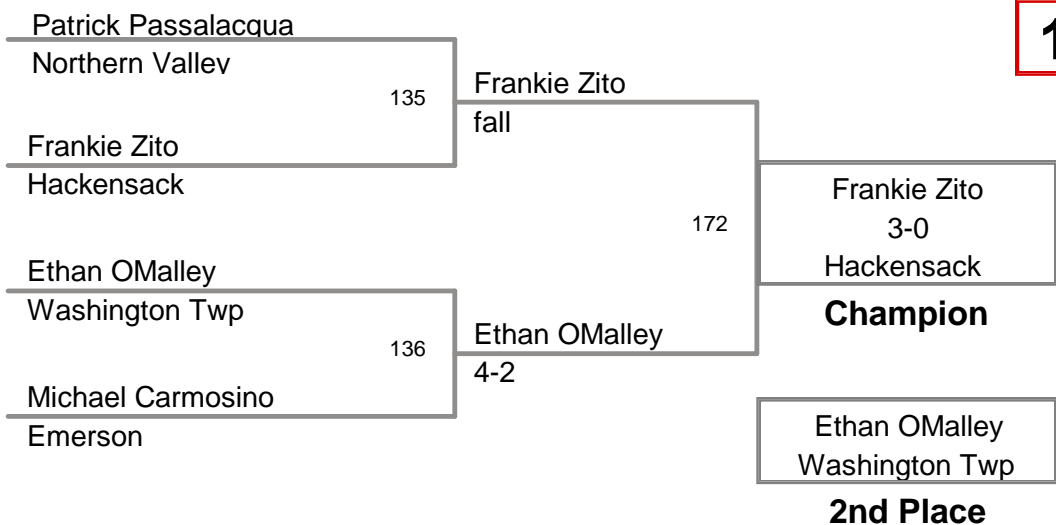 Patrick Passalacqua
Northern Valley
135
Frankie Zito
Hackensack
Frankie Zito
fall
Ethan OMalley
Washington Twp
136
Michael Carmosino
Emerson
Ethan OMalley
4-2
172
Frankie Zito
3-0
Hackensack
Champion
Ethan OMalley
Washington Twp
2nd Place